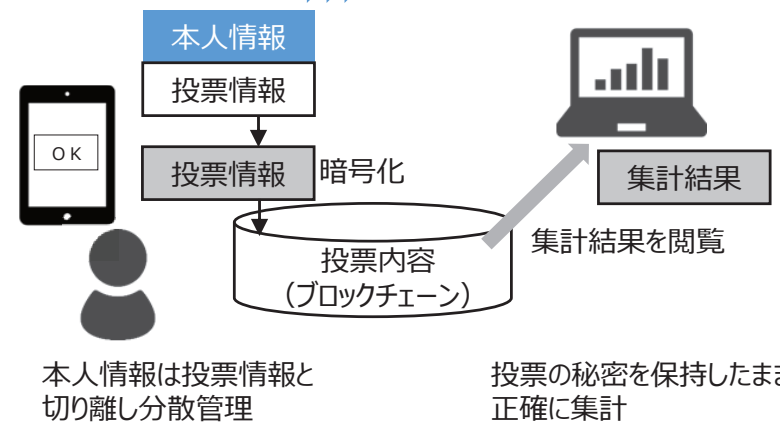 本人情報
投票情報
OK
投票情報
暗号化
集計結果
投票内容
（ブロックチェーン）
集計結果を閲覧
本人情報は投票情報と
切り離し分散管理
投票の秘密を保持したまま
正確に集計